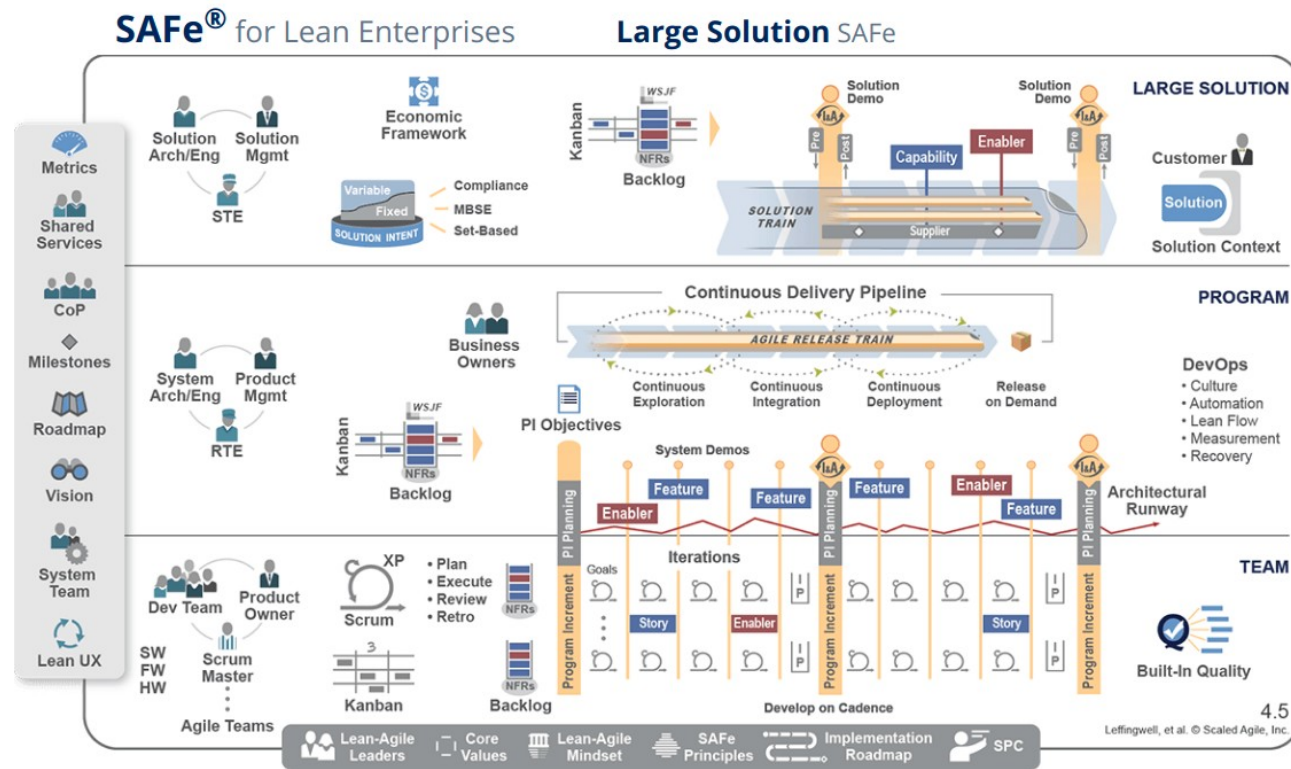 SAFe® for Lean Enterprises
Large Solution SAFe
Metrics
Shared
Services
CoP
Milestones
Roadmap
Vision
System
Team
Lean UX
LARGE SOLUTION
Solution
Arch/Eng
Solution
Mgmt
STE
Economic
Framework
Variable
Fixed
SOLUTION INTENT
Compliance
MBSE
Set-Based
Kanban
WSJF
NFRs
Backlog
Solution
Demo
I&A
Pre
Post
Capability
Enabler
Solution
Demo
I&A
Pre
Post
SOLUTION
TRAIN
Supplier
Customer
Solution
Solution Context
PROGRAM
System
Arch/Eng
Product
Mgmt
RTE
Business
Owners
Kanban
WSJF
NFRs
Backlog
PI Objectives
Continuous Delivery Pipeline
AGILE RELEASE TRAIN
Continuous
Exploration
Continuous
Integration
Continuous
Deployment
Release
on Demand
DevOps
• Culture
• Automation
• Lean Flow
• Measurement
• Recovery
System Demos
Enabler
Feature
Feature
I&A
Feature
Enabler
Feature
I&A
Architectural
Runway
PI Planning
PI Planning
PI Planning
TEAM
Dev Team
Product
Owner
Scrum
Master
SW
FW
HW
Agile Teams
XP
Scrum
• Plan
• Execute
• Review
• Retro
3
Kanban
NFRs
NFRs
Backlog
Program Increment
Goals
Iterations
Story
Enabler
I P
I P
Program Increment
Story
I P
I P
Program Increment
Develop on Cadence
Built-In Quality
4.5
Leffingwell, et al. © Scaled Agile, Inc.
Lean-Agile
Leaders
Core
Values
Lean-Agile
Mindset
SAFe
Principles
Implementation
Roadmap
SPC